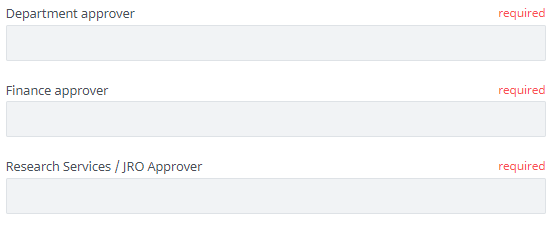 Department approver required
Finance approver required
Research Services / JRO Approver required